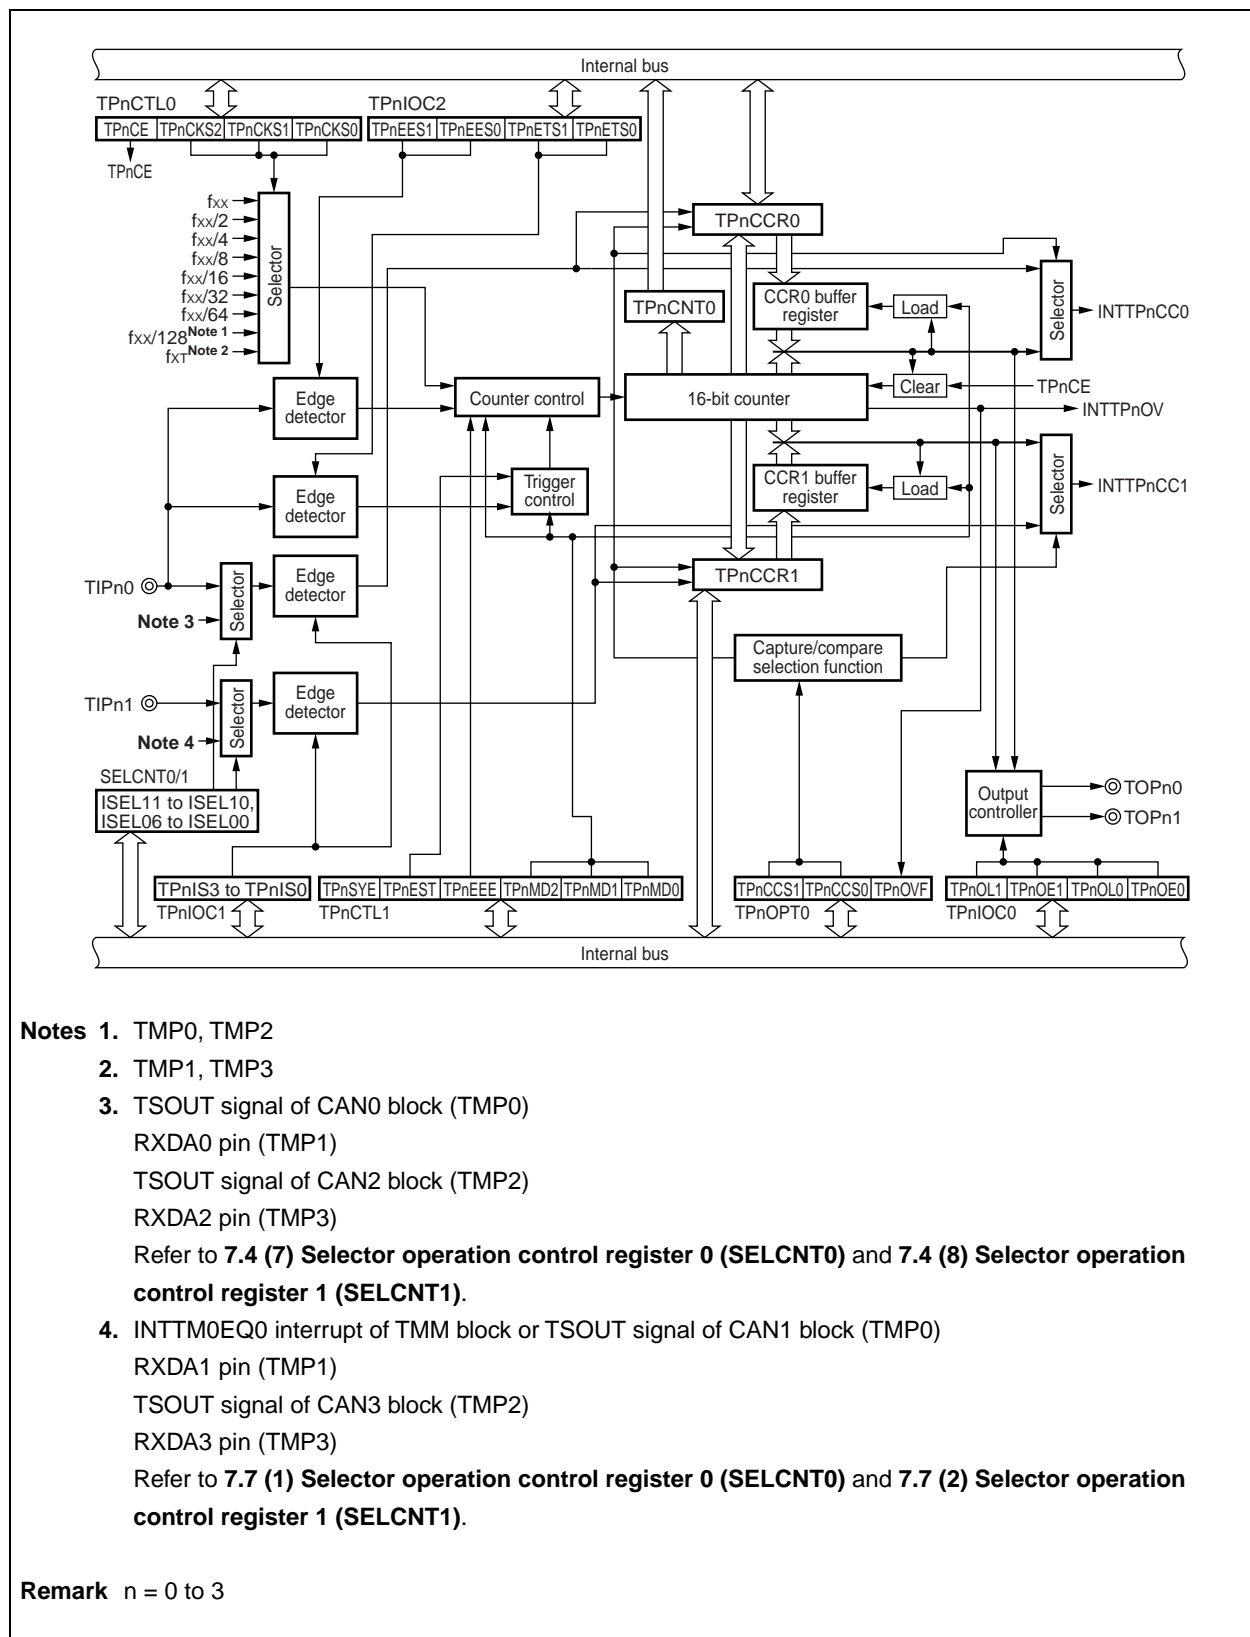 Internal bus
TPnCTL0
TPnIOC2
TPnCE TPnCKS2 TPnCKS1 TPnCKS0
TPnEES1 TPnEES0 TPnETS1 TPnETS0
TPnCE
fxx
fxx/2
fxx/4
fxx/8
fxx/16
fxx/32
fxx/64
fxx/128 Note 1
fXT Note 2
Selector
TPnCCR0
TPnCNT0
CCR0 buffer
register
Load
Selector
INTTPnCC0
Edge
detector
Counter control
16-bit counter
Clear
TPnCE
INTTPnOV
Edge
detector
Trigger
control
CCR1 buffer
register
Load
Selector
INTTPnCC1
TIPn0
Note 3
Selector
Edge
detector
TPnCCR1
Capture/compare
selection function
TIPn1
Note 4
Selector
Edge
detector
SELCNT0/1
ISEL11 to ISEL10,
ISEL06 to ISEL00
Output
controller
TOPn0
TOPn1
TPnIS3 to TPnIS0
TPnIOC1
TPnSYE TPnEST TPnEEE TPnMD2 TPnMD1 TPnMD0
TPnCTL1
TPnCCS1 TPnCCS0 TPnOVF
TPnOPT0
TPnOL1 TPnOE1 TPnOL0 TPnOE0
TPnIOC0
Internal bus
Notes 1. TMP0, TMP2
2. TMP1, TMP3
3. TSOUT signal of CAN0 block (TMP0)
RXDA0 pin (TMP1)
TSOUT signal of CAN2 block (TMP2)
RXDA2 pin (TMP3)
Refer to 7.4 (7) Selector operation control register 0 (SELCNT0) and 7.4 (8) Selector operation
control register 1 (SELCNT1).
4. INTTM0EQ0 interrupt of TMM block or TSOUT signal of CAN1 block (TMP0)
RXDA1 pin (TMP1)
TSOUT signal of CAN3 block (TMP2)
RXDA3 pin (TMP3)
Refer to 7.7 (1) Selector operation control register 0 (SELCNT0) and 7.7 (2) Selector operation
control register 1 (SELCNT1).
Remark n = 0 to 3